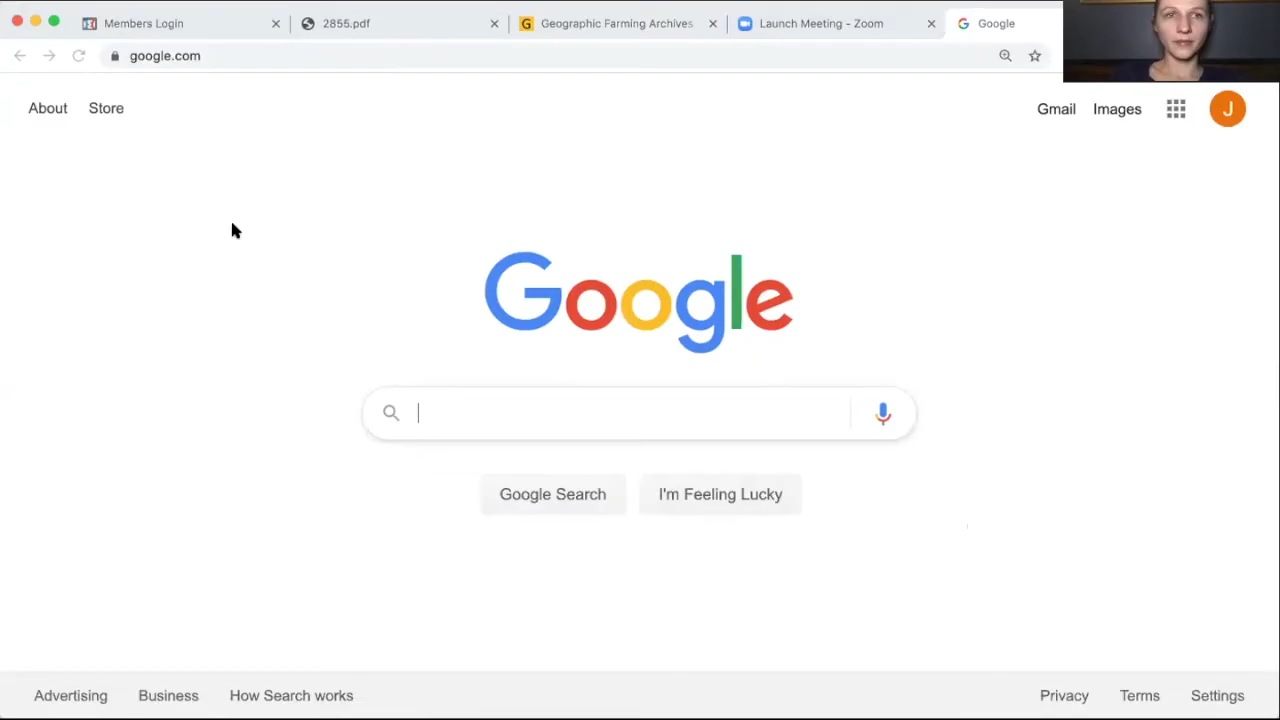 Members Login
2855.pdf
G Geographic Farming Archives
Launch Meeting - Zoom
Google
google.com
About Store
Gmail Images J
Google
Google Search I'm Feeling Lucky
Advertising Business How Search works Privacy Terms Settings